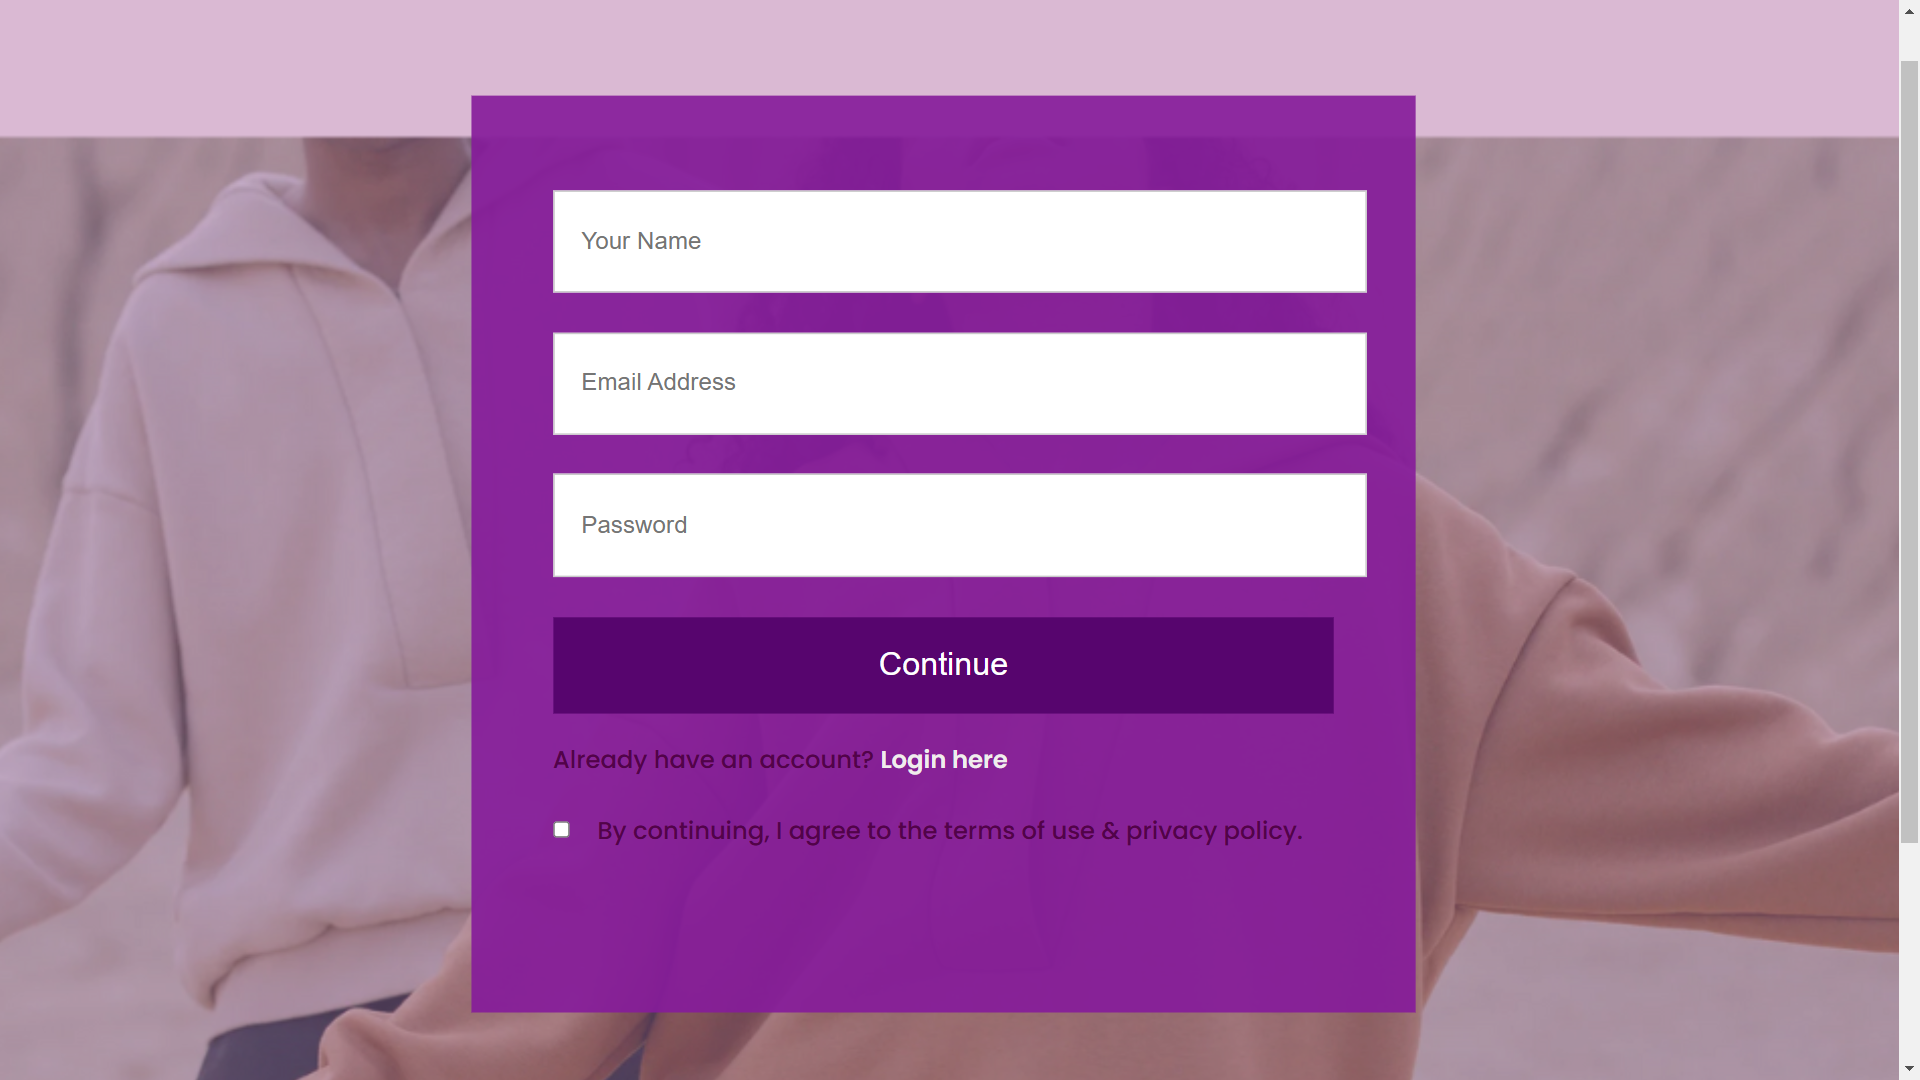 Your Name
Email Address
Password
Continue
Already have an account? Login here
By continuing, I agree to the terms of use & privacy policy.